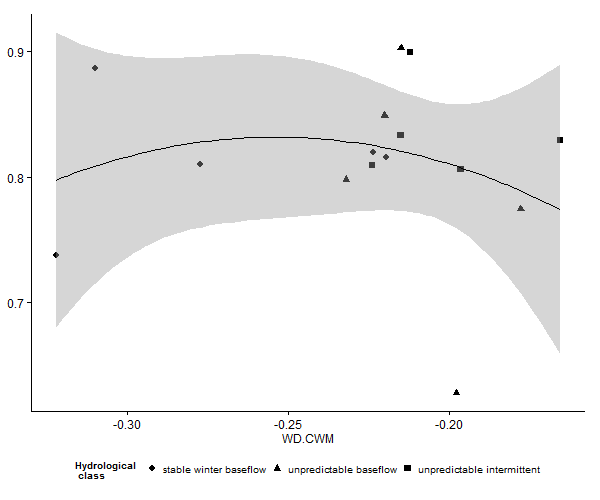 0.9
0.8
0.7
-0.30 -0.25 -0.20
WD.CWM
Hydrological
class
stable winter baseflow unpredictable baseflow unpredictable intermittent